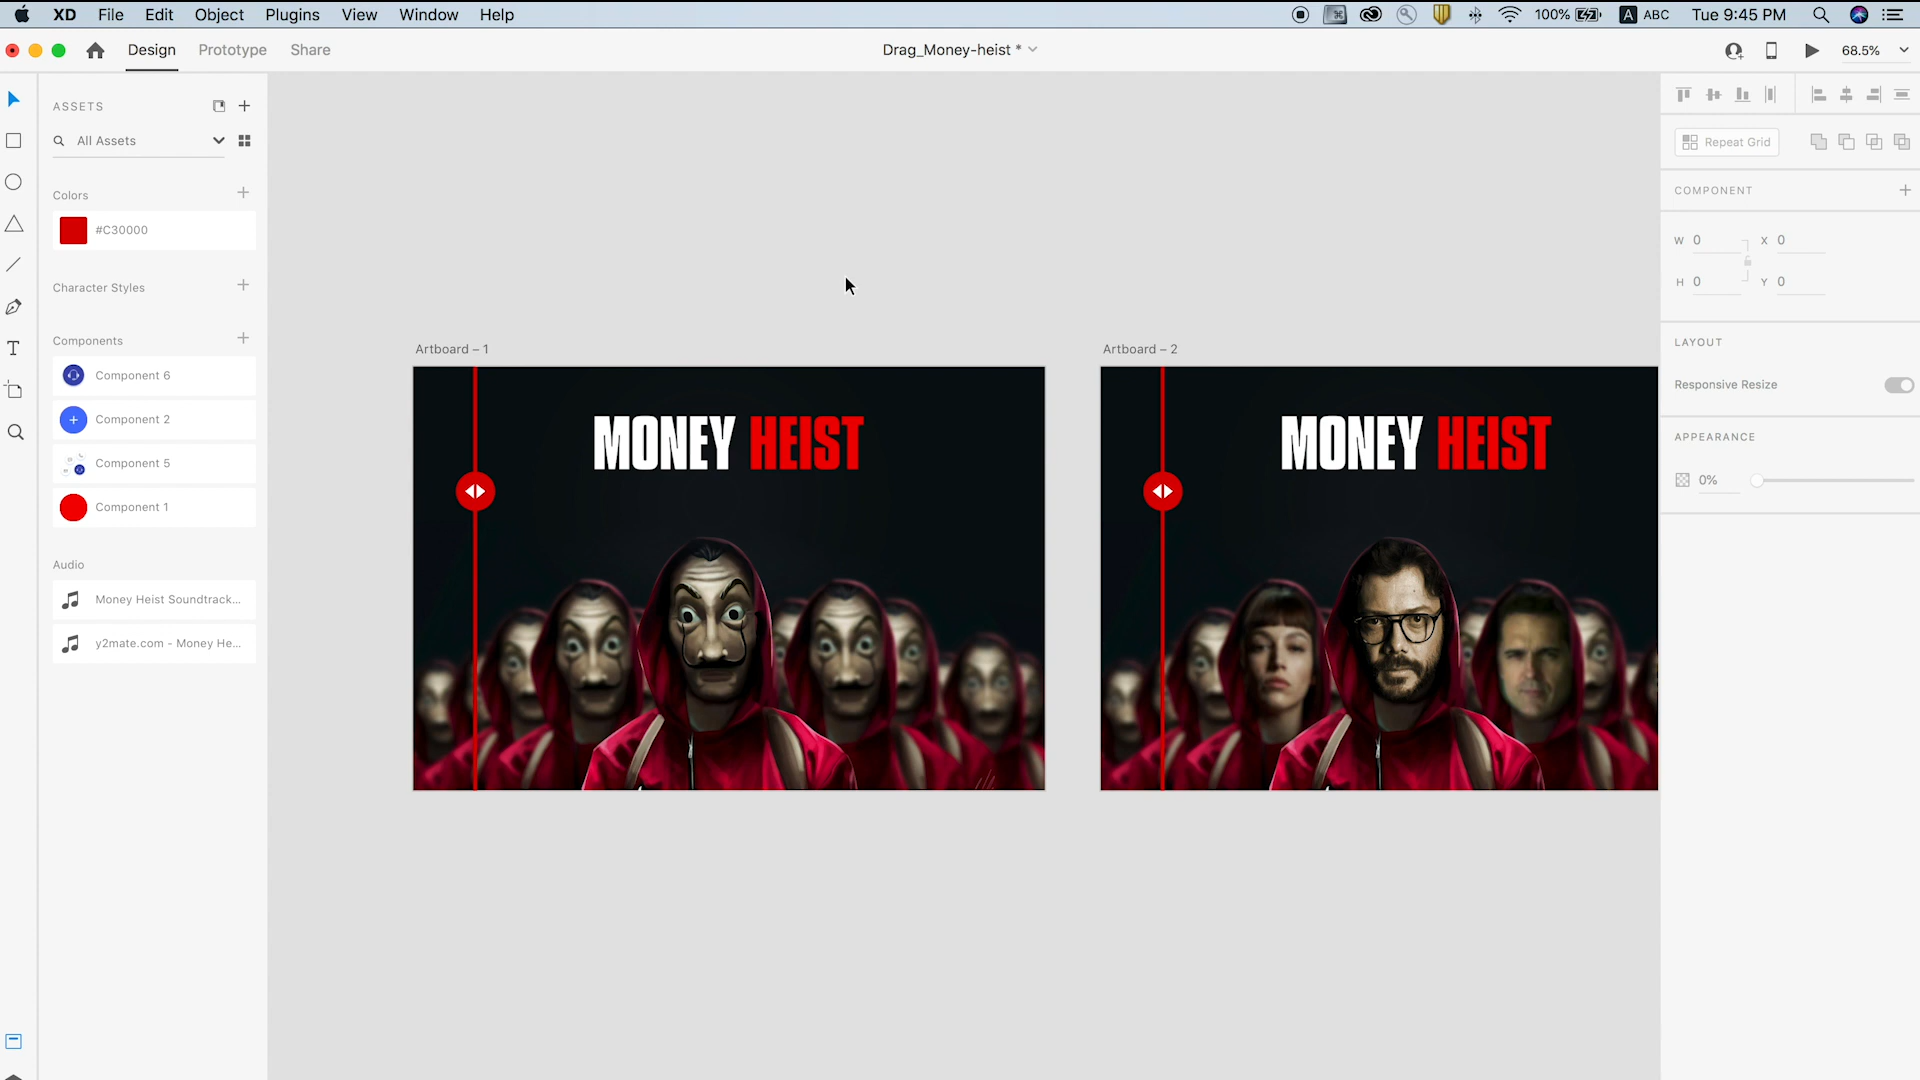 XD File Edit Object Plugins View Window Help 100% A ABC Tue 9:45 PM
Design Prototype Share Drag_Money-heist * 68.5%
ASSETS
All Assets
Colors
#C30000
Character Styles
Components
Component 6
Component 2
Component 5
Component 1
Audio
Money Heist Soundtrack...
y2mate.com - Money He...
Artboard – 1
MONEY HEIST
Artboard – 2
MONEY HEIST
Repeat Grid
COMPONENT
W 0 X 0
H 0 Y 0
LAYOUT
Responsive Resize
APPEARANCE
0%